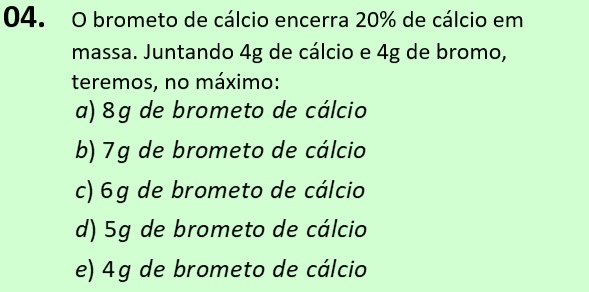 04. O brometo de cálcio encerra 20% de cálcio em
massa. Juntando 4g de cálcio e 4g de bromo,
teremos, no máximo:
a) 8g de brometo de cálcio
b) 7g de brometo de cálcio
c) 6g de brometo de cálcio
d) 5g de brometo de cálcio
e) 4g de brometo de cálcio